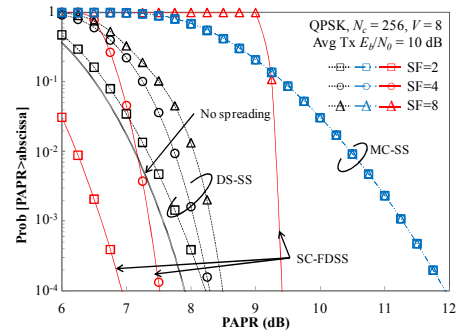 QPSK, N_c = 256, V = 8
Avg Tx E_b/N_0 = 10 dB
SF=2
SF=4
SF=8
No spreading
MC-SS
DS-SS
SC-FDSS
Prob [PAPR>abscissa]
1
10^-1
10^-2
10^-3
10^-4
6 7 8 9 10 11 12
PAPR (dB)